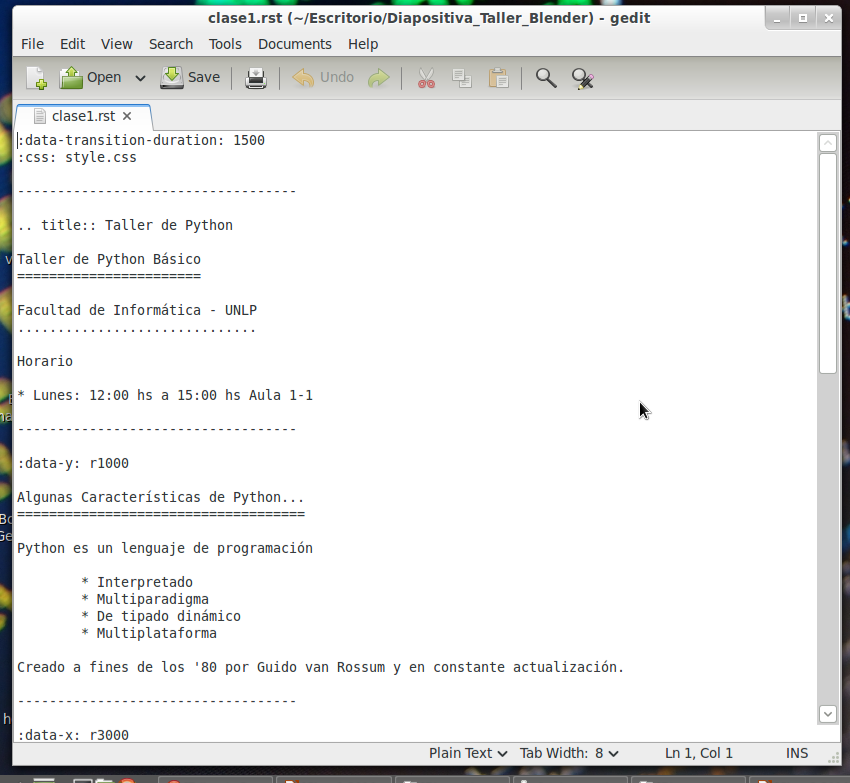 clase1.rst (~/Escritorio/Diapositiva_Taller_Blender) - gedit
File Edit View Search Tools Documents Help
Open Save Undo
clase1.rst
:data-transition-duration: 1500
:css: style.css
-----------------------------------
.. title:: Taller de Python
Taller de Python Básico
=======================
Facultad de Informática - UNLP
..............................
Horario
* Lunes: 12:00 hs a 15:00 hs Aula 1-1
-----------------------------------
:data-y: r1000
Algunas Característícas de Python...
====================================
Python es un lenguaje de programación
* Interpretado
* Multiparadigma
* De tipado dinámico
* Multiplataforma
Creado a fines de los '80 por Guido van Rossum y en constante actualización.
-----------------------------------
:data-x: r3000
Plain Text Tab Width: 8 Ln 1, Col 1 INS